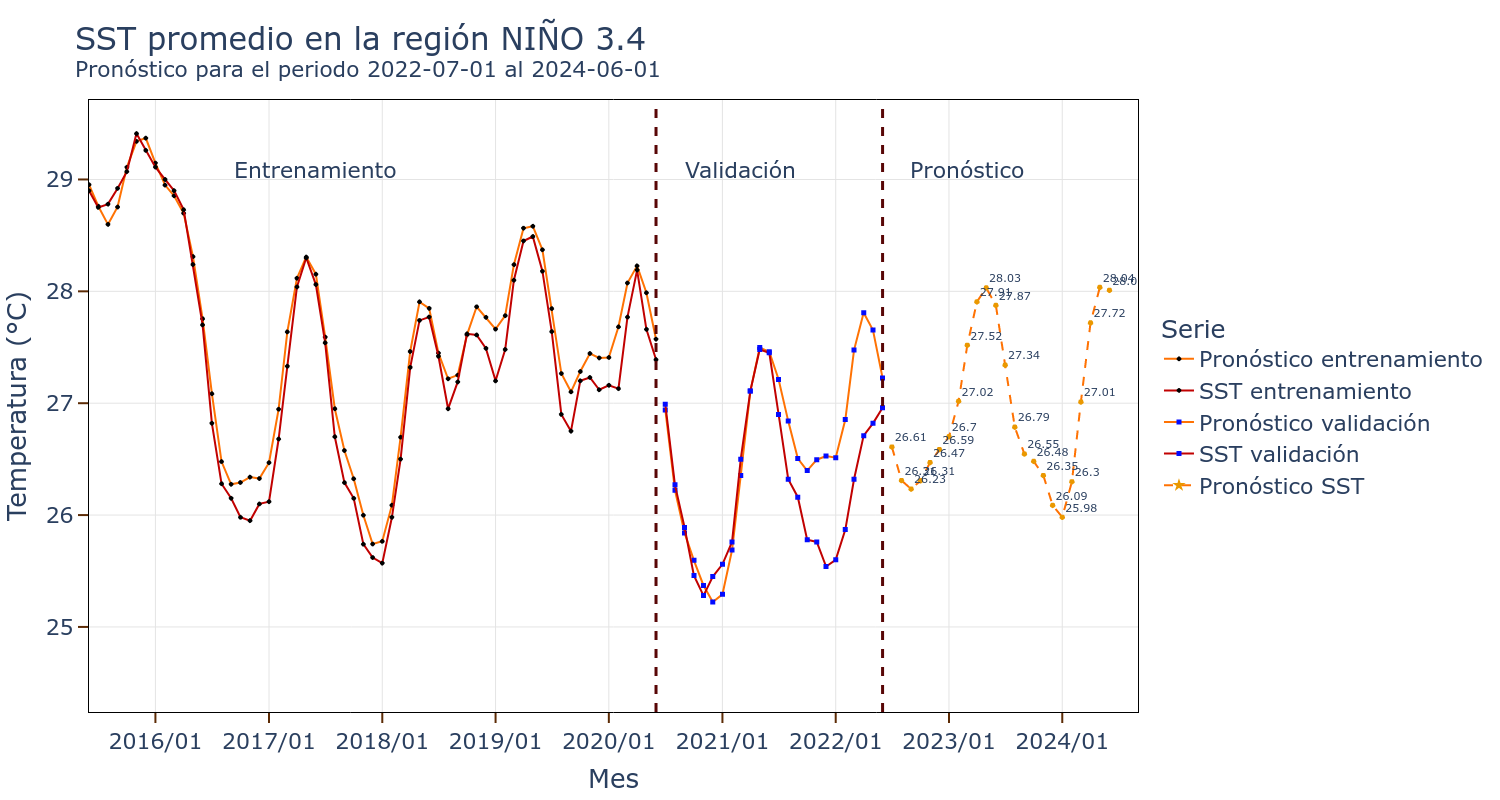 SST promedio en la región NIÑO 3.4
Pronóstico para el periodo 2022-07-01 al 2024-06-01
Entrenamiento
Validación
Pronóstico
29
28
27
26
25
Temperatura (°C)
26.61
26.23
26.31
26.47
26.59
26.7
27.02
27.52
27.91
28.03
27.87
27.34
26.79
26.55
26.48
26.35
26.09
25.98
26.3
27.01
27.72
28.04
2016/01
2017/01
2018/01
2019/01
2020/01
2021/01
2022/01
2023/01
2024/01
Mes
Serie
Pronóstico entrenamiento
SST entrenamiento
Pronóstico validación
SST validación
Pronóstico SST